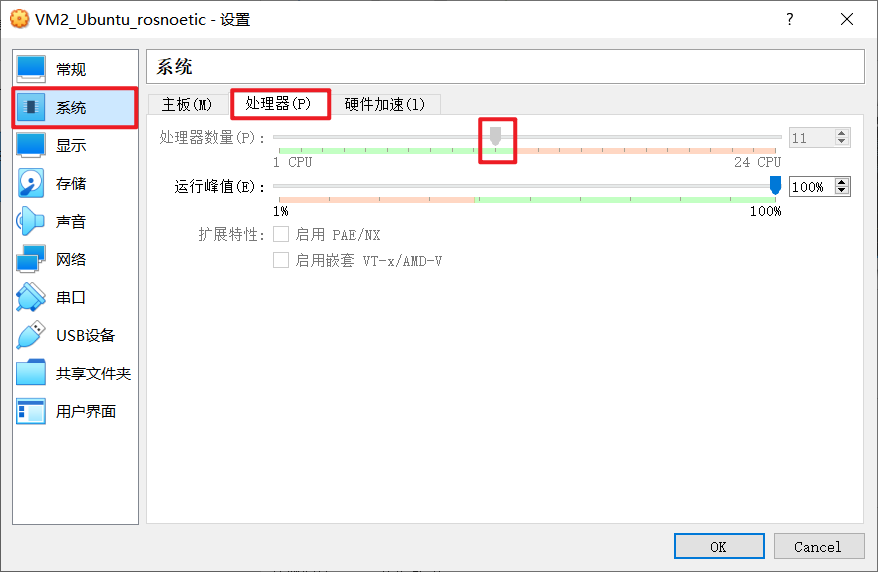 VM2_Ubuntu_rosnoetic - 设置
?
常规
系统
显示
存储
声音
网络
串口
USB设备
共享文件夹
用户界面
系统
主板(M) 处理器(P) 硬件加速(l)
处理器数量(P): 11
1 CPU 24 CPU
运行峰值(E): 100%
1% 100%
扩展特性: 启用 PAE/NX
启用嵌套 VT-x/AMD-V
OK Cancel